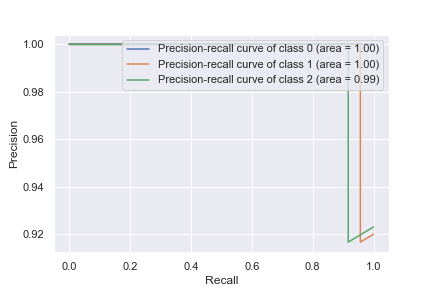 1.00
0.98
0.96
0.94
0.92
Precision
Precision-recall curve of class 0 (area = 1.00)
Precision-recall curve of class 1 (area = 1.00)
Precision-recall curve of class 2 (area = 0.99)
0.0 0.2 0.4 0.6 0.8 1.0
Recall